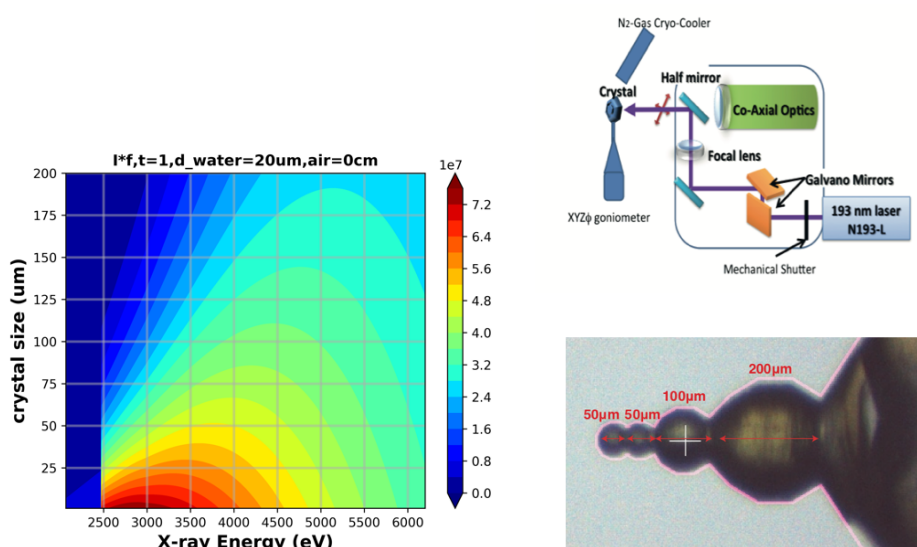 I*f,t=1,d_water=20um,air=0cm
1e7
200
175
150
125
100
75
50
25
crystal size (um)
2500 3000 3500 4000 4500 5000 5500 6000
X-ray Energy (eV)
7.2
6.4
5.6
4.8
4.0
3.2
2.4
1.6
0.8
0.0
N2-Gas Cryo-Cooler
Half mirror
Crystal
Co-Axial Optics
Focal lens
Galvano Mirrors
XYZϕ goniometer
193 nm laser
N193-L
Mechanical Shutter
200μm
100μm
50μm 50μm